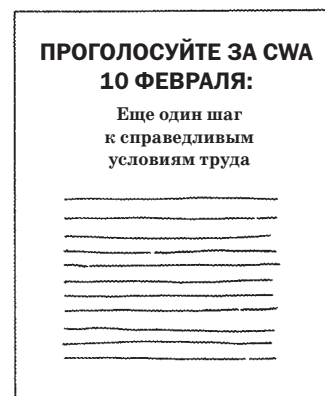 ПРОГОЛОСУЙТЕ ЗА CWA
10 ФЕВРАЛЯ:
Еще один шаг
к справедливым
условиям труда